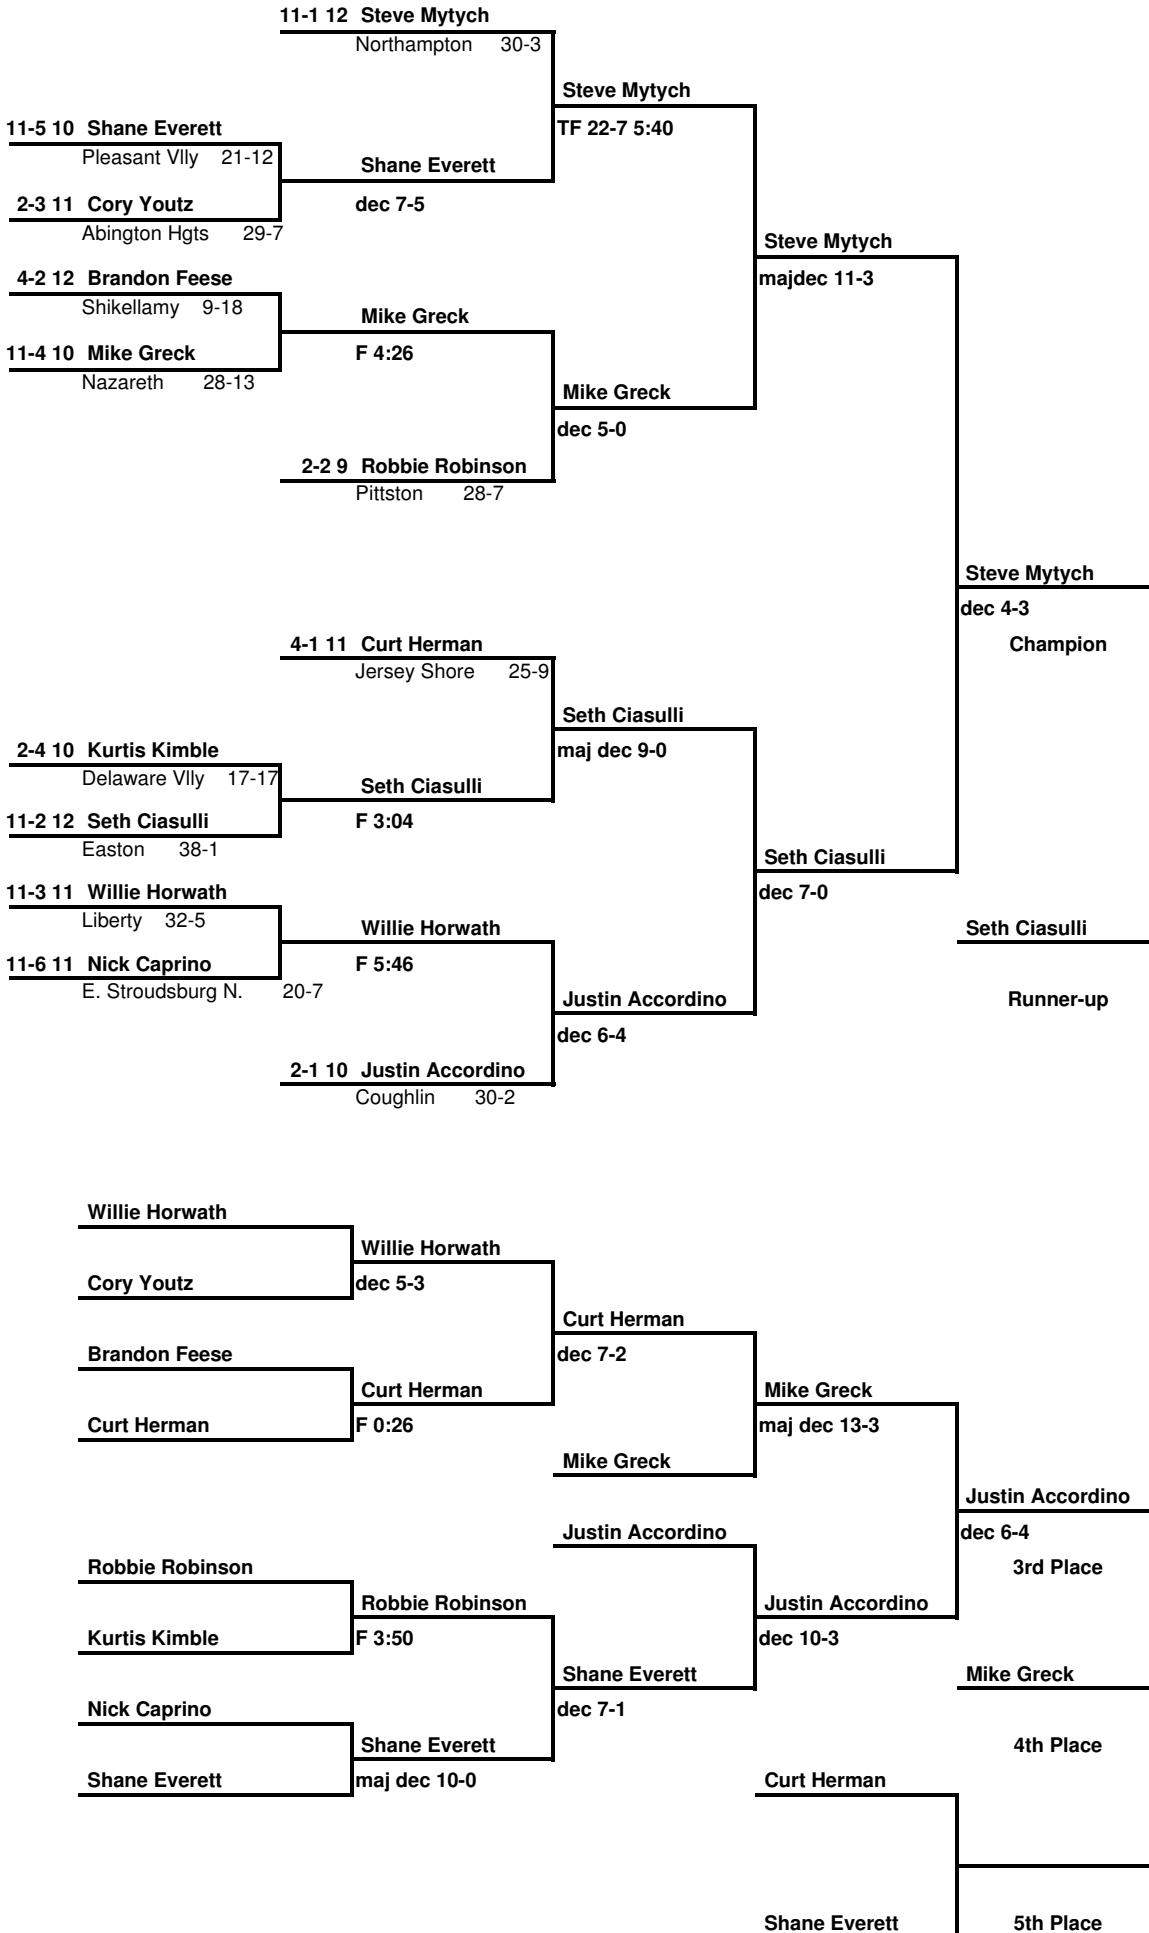 11-1 12 Steve Mytych
Northampton 30-3
Steve Mytych
11-5 10 Shane Everett
TF 22-7 5:40
Pleasant Vlly 21-12
Shane Everett
2-3 11 Cory Youtz
dec 7-5
Abington Hgts 29-7
Steve Mytych
4-2 12 Brandon Feese
majdec 11-3
Shikellamy 9-18
Mike Greck
11-4 10 Mike Greck
F 4:26
Nazareth 28-13
Mike Greck
dec 5-0
2-2 9 Robbie Robinson
Pittston 28-7
Steve Mytych
dec 4-3
4-1 11 Curt Herman
Champion
Jersey Shore 25-9
Seth Ciasulli
2-4 10 Kurtis Kimble
maj dec 9-0
Delaware Vlly 17-17
Seth Ciasulli
11-2 12 Seth Ciasulli
F 3:04
Easton 38-1
Seth Ciasulli
11-3 11 Willie Horwath
dec 7-0
Liberty 32-5
Willie Horwath
Seth Ciasulli
11-6 11 Nick Caprino
F 5:46
E. Stroudsburg N. 20-7
Justin Accordino
Runner-up
dec 6-4
2-1 10 Justin Accordino
Coughlin 30-2
Willie Horwath
Willie Horwath
Cory Youtz
dec 5-3
Curt Herman
Brandon Feese
dec 7-2
Curt Herman
Mike Greck
Curt Herman
F 0:26
maj dec 13-3
Mike Greck
Justin Accordino
Justin Accordino
dec 6-4
Robbie Robinson
3rd Place
Robbie Robinson
Justin Accordino
Kurtis Kimble
F 3:50
dec 10-3
Shane Everett
Mike Greck
Nick Caprino
dec 7-1
Shane Everett
4th Place
Shane Everett
maj dec 10-0
Curt Herman
Shane Everett
5th Place